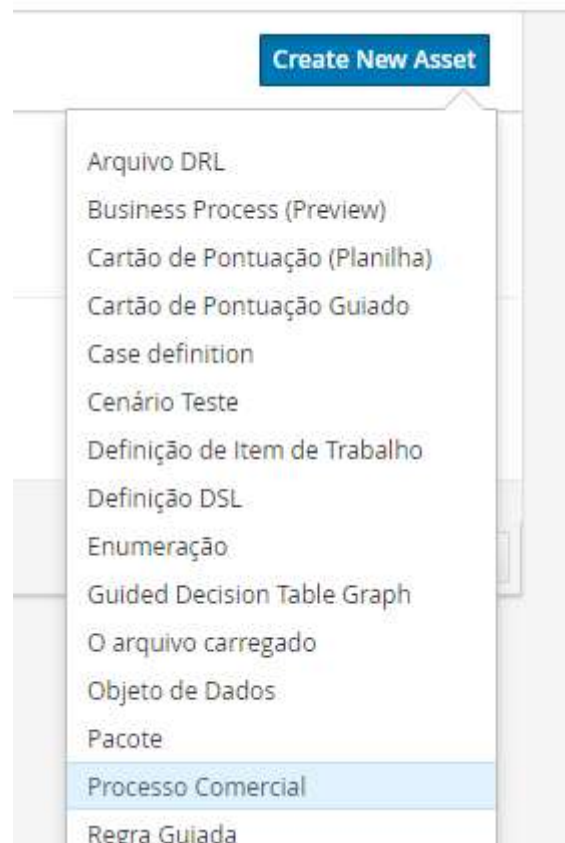 Create New Asset
Arquivo DRL
Business Process (Preview)
Cartão de Pontuação (Planilha)
Cartão de Pontuação Guiado
Case definition
Cenário Teste
Definição de Item de Trabalho
Definição DSL
Enumeração
Guided Decision Table Graph
O arquivo carregado
Objeto de Dados
Pacote
Processo Comercial
Regra Guiada